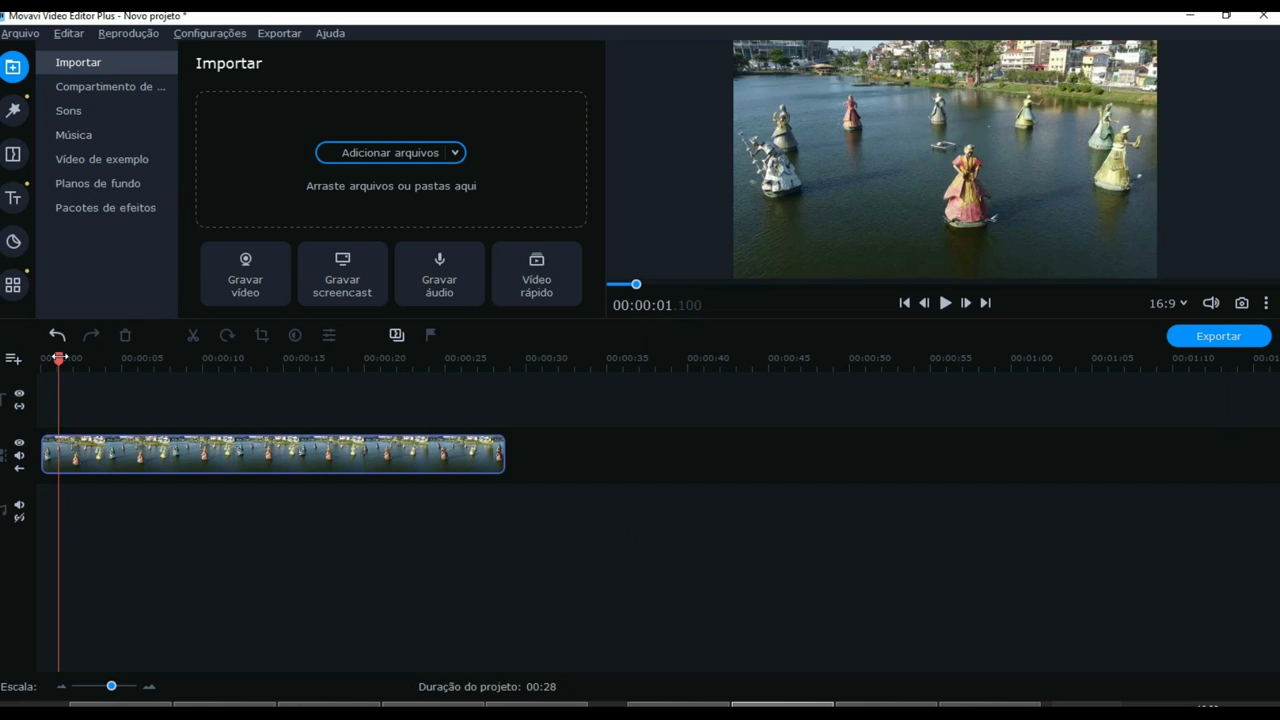 Movavi Video Editor Plus - Novo projeto *
Arquivo Editar Reprodução Configurações Exportar Ajuda
Importar
Compartimento de ...
Sons
Música
Vídeo de exemplo
Planos de fundo
Pacotes de efeitos
Importar
Adicionar arquivos
Arraste arquivos ou pastas aqui
Gravar
vídeo
Gravar
screencast
Gravar
áudio
Vídeo
rápido
00:00:01.100
16:9
Exportar
00:00:05 00:00:10 00:00:15 00:00:20 00:00:25 00:00:30 00:00:35 00:00:40 00:00:45 00:00:50 00:00:55 00:01:00 00:01:05 00:01:10
Escala:
Duração do projeto: 00:28